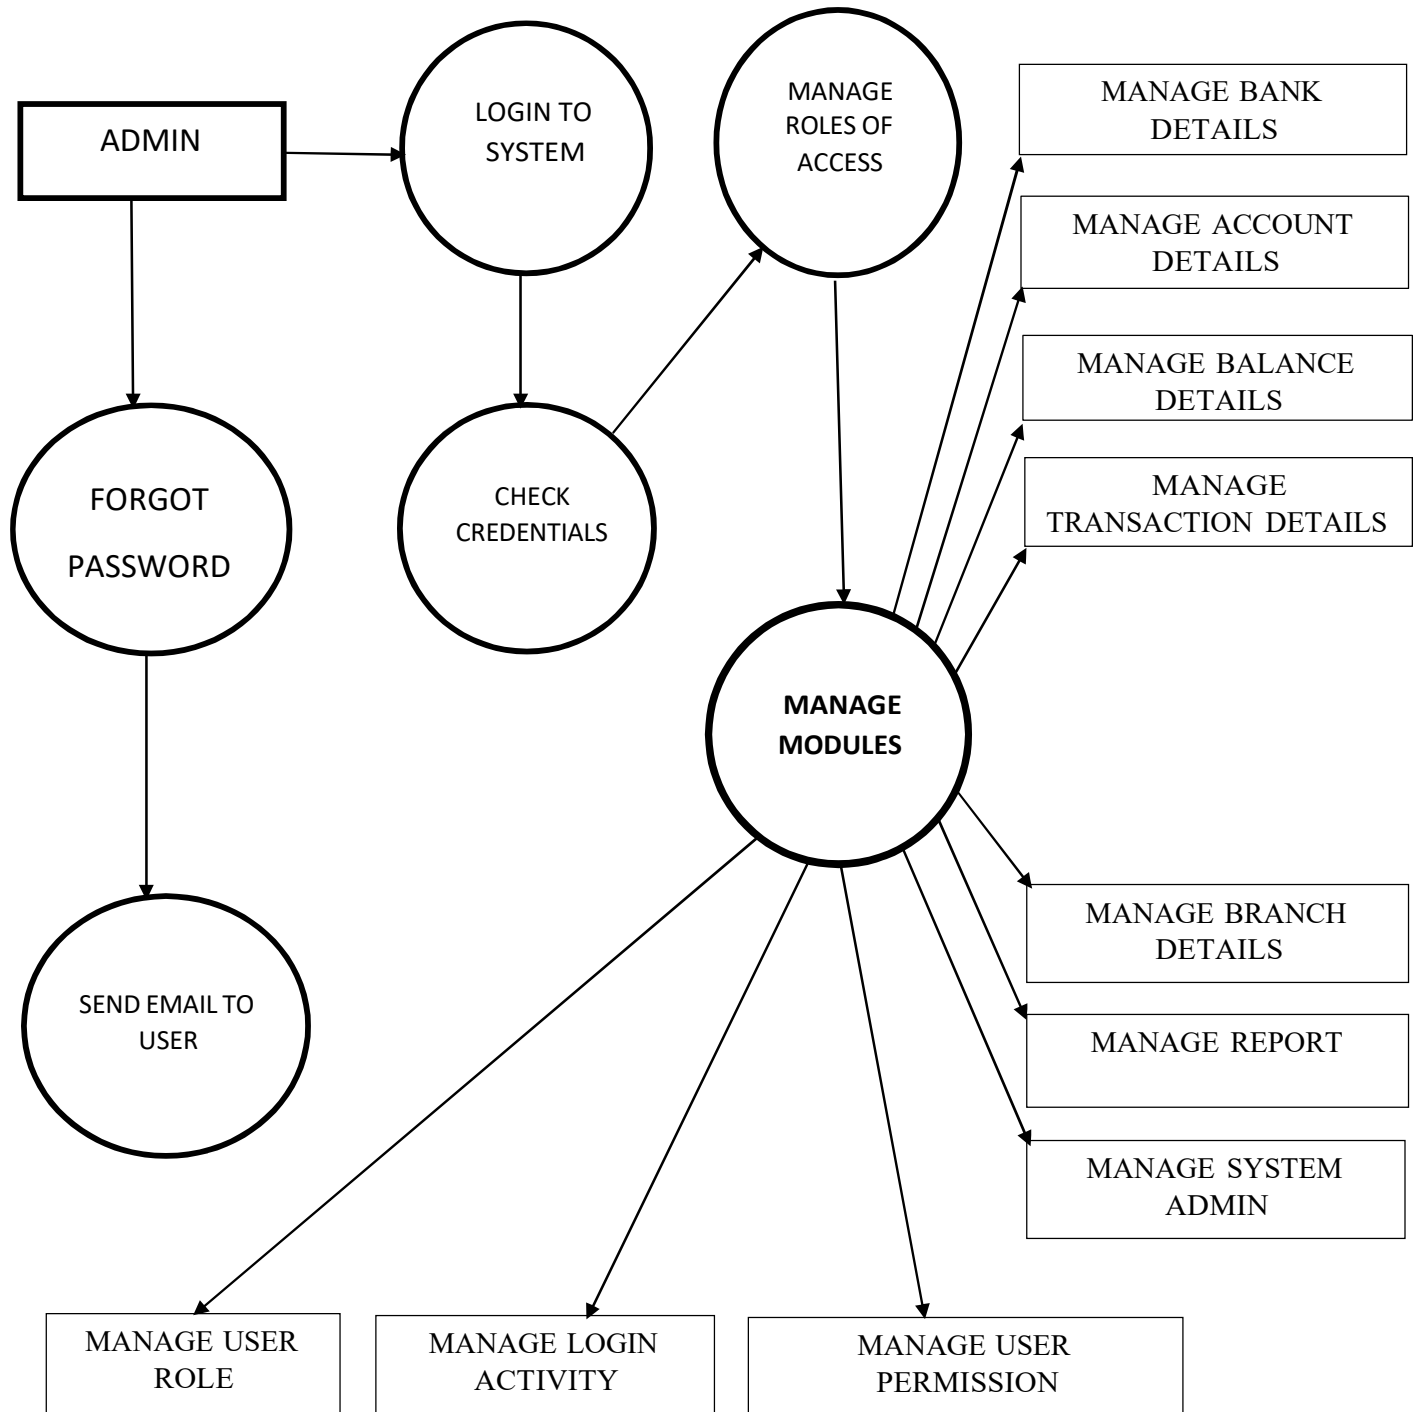 ADMIN
LOGIN TO
SYSTEM
MANAGE
ROLES OF
ACCESS
MANAGE BANK
DETAILS
MANAGE ACCOUNT
DETAILS
MANAGE BALANCE
DETAILS
MANAGE
TRANSACTION DETAILS
FORGOT
PASSWORD
CHECK
CREDENTIALS
MANAGE
MODULES
SEND EMAIL TO
USER
MANAGE BRANCH
DETAILS
MANAGE REPORT
MANAGE SYSTEM
ADMIN
MANAGE USER
ROLE
MANAGE LOGIN
ACTIVITY
MANAGE USER
PERMISSION